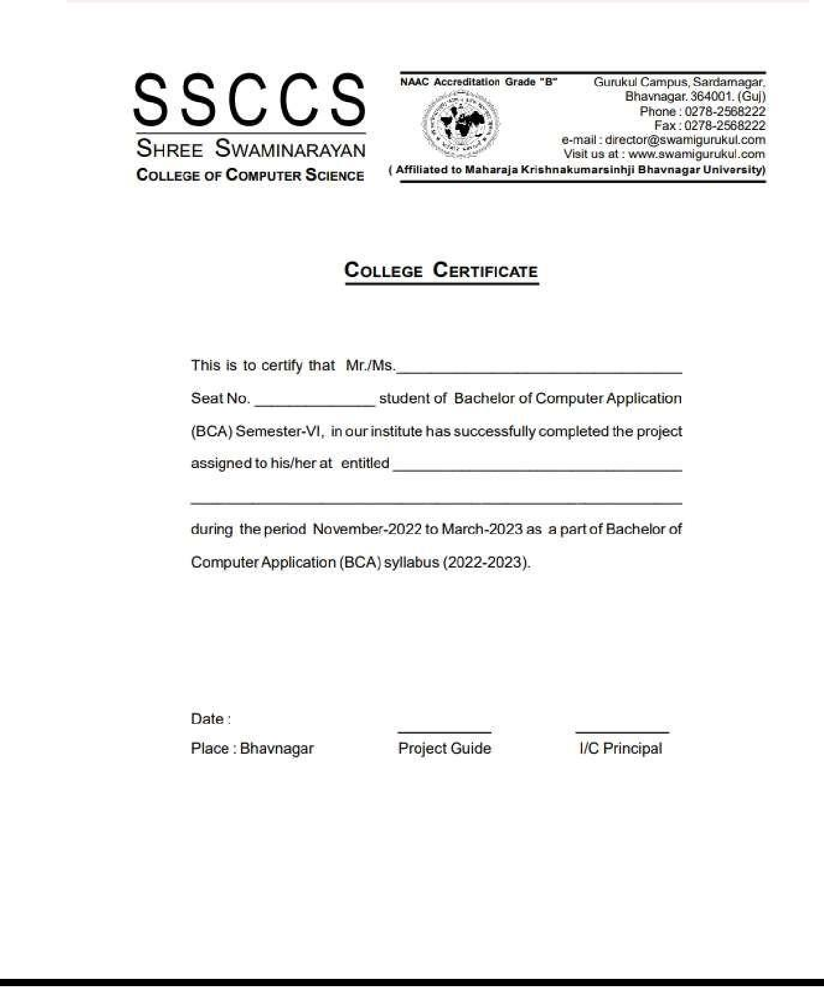 SSCCS
SHREE SWAMINARAYAN
COLLEGE OF COMPUTER SCIENCE
NAAC Accreditation Grade "B"
Gurukul Campus, Sardarnagar,
Bhavnagar. 364001. (Guj)
Phone : 0278-2568222
Fax : 0278-2568222
e-mail : director@swamigurukul.com
Visit us at : www.swamigurukul.com
( Affiliated to Maharaja Krishnakumarsinhji Bhavnagar University)
COLLEGE CERTIFICATE
This is to certify that Mr./Ms.
Seat No. ______________ student of Bachelor of Computer Application
(BCA) Semester-VI, in our institute has successfully completed the project
assigned to his/her at entitled
during the period November-2022 to March-2023 as a part of Bachelor of
Computer Application (BCA) syllabus (2022-2023).
Date :
Place : Bhavnagar
Project Guide
I/C Principal